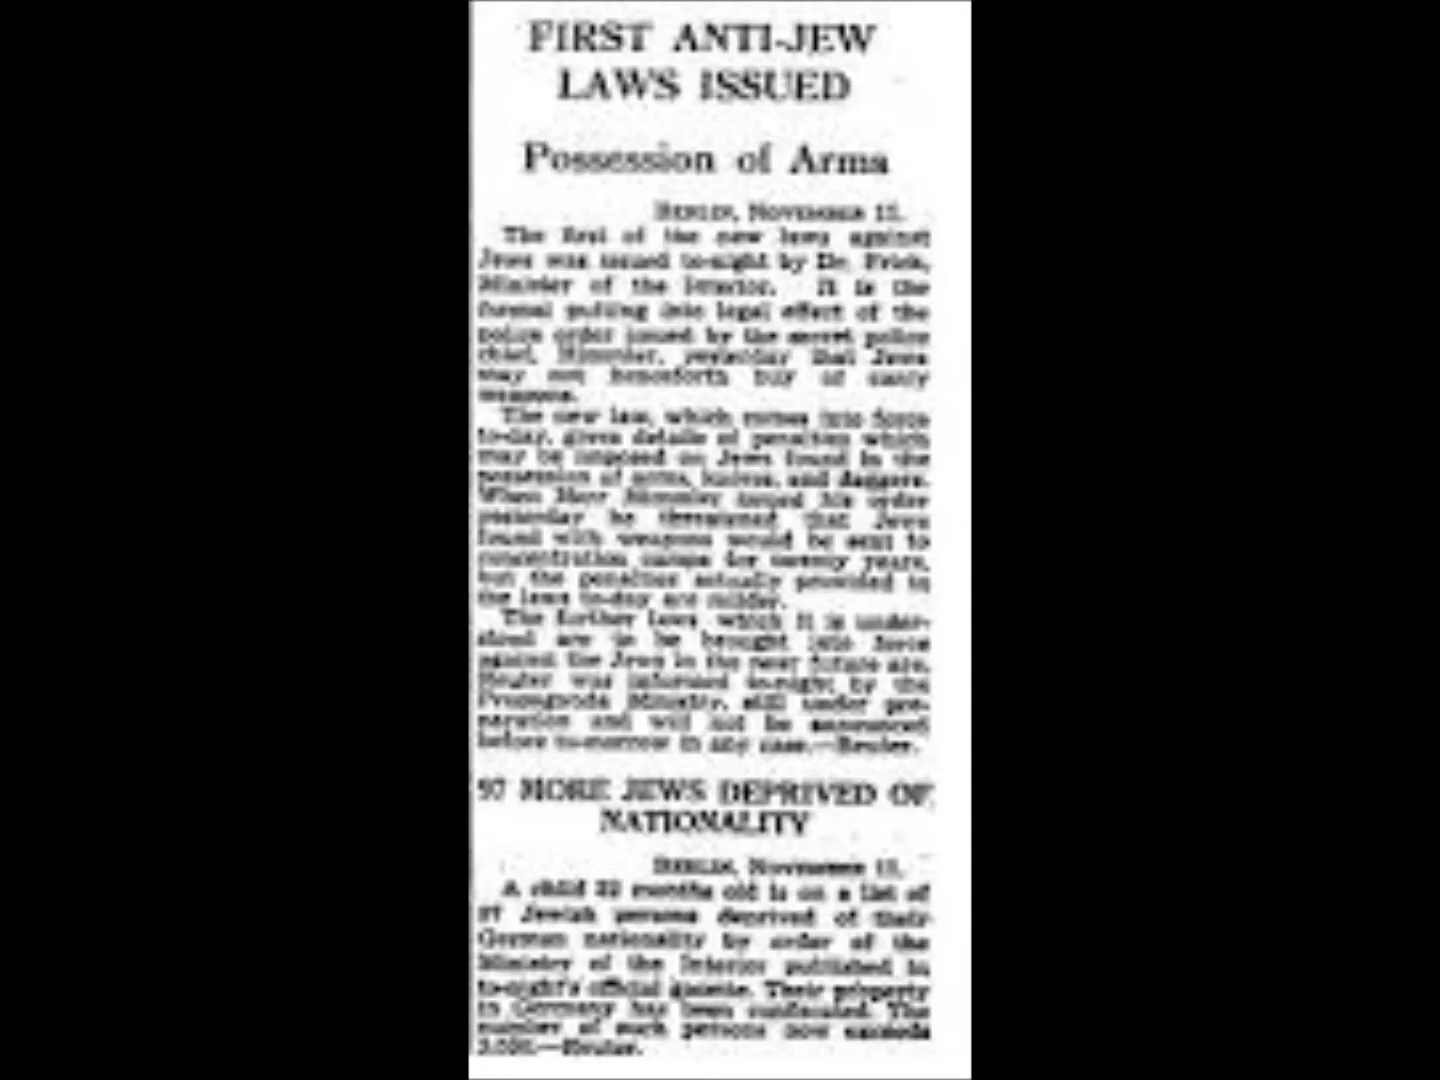 FIRST ANTI-JEW
LAWS ISSUED
Possession of Arms
BERLIN, November 11.
The first of the new laws against
Jews was issued to-night by Dr. Frick,
Minister of the Interior. It is the
formal putting into legal effect of the
police order issued by the secret police
chief, Himmler, yesterday that Jews
may not henceforth buy or carry
weapons.
The new law, which comes into force
to-day, gives details of penalties which
may be imposed on Jews found in the
possession of arms, knives, and daggers.
When Herr Himmler issued his order
yesterday he threatened that Jews
found with weapons would be sent to
concentration camps for twenty years,
but the penalties actually provided in
the laws to-day are milder.
The further laws which it is under-
stood are to be brought into force
against the Jews in the near future are,
Reuter was informed to-night by the
Propaganda Ministry, still under pre-
paration and will not be announced
before to-morrow in any case.—Reuter.
97 MORE JEWS DEPRIVED OF
NATIONALITY
BERLIN, November 11.
A child 22 months old is on a list of
97 Jewish persons deprived of their
German nationality by order of the
Ministry of the Interior published in
to-night's official gazette. Their property
in Germany has been confiscated. The
number of such persons now exceeds
—Reuter.